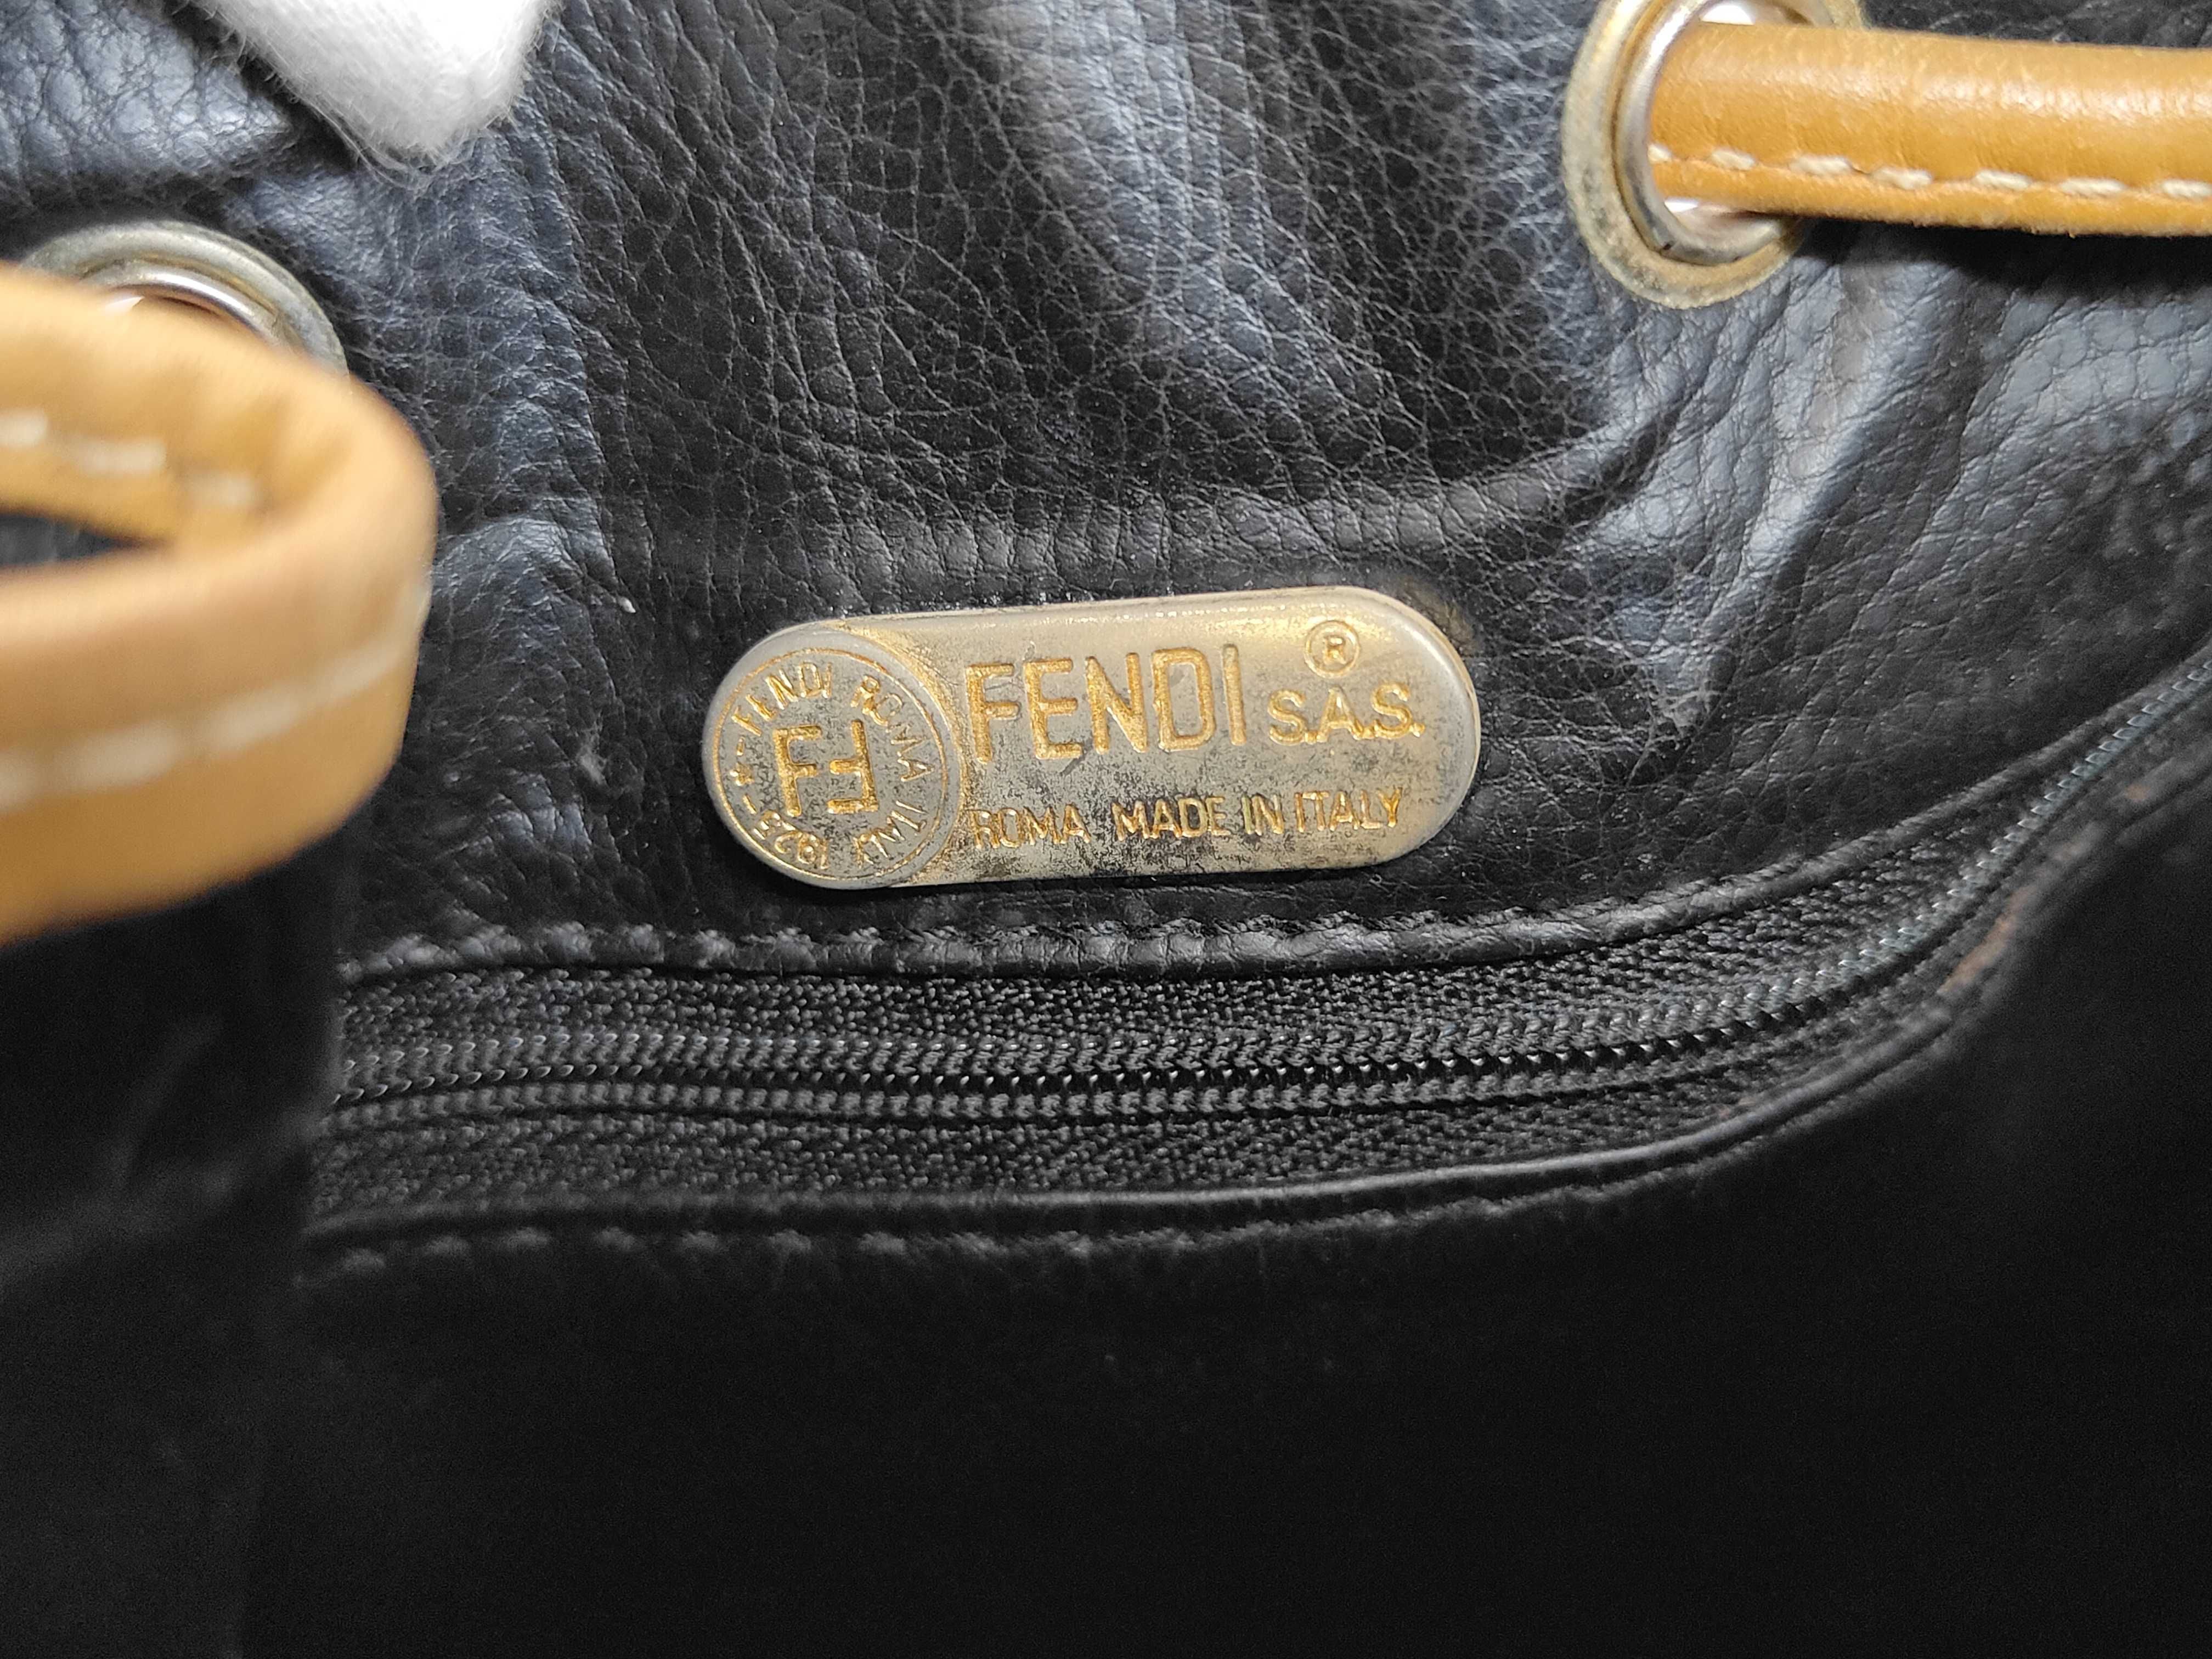 FENDI ROMA ITALY 1925
FF
FENDI S.A.S. ®
ROMA MADE IN ITALY